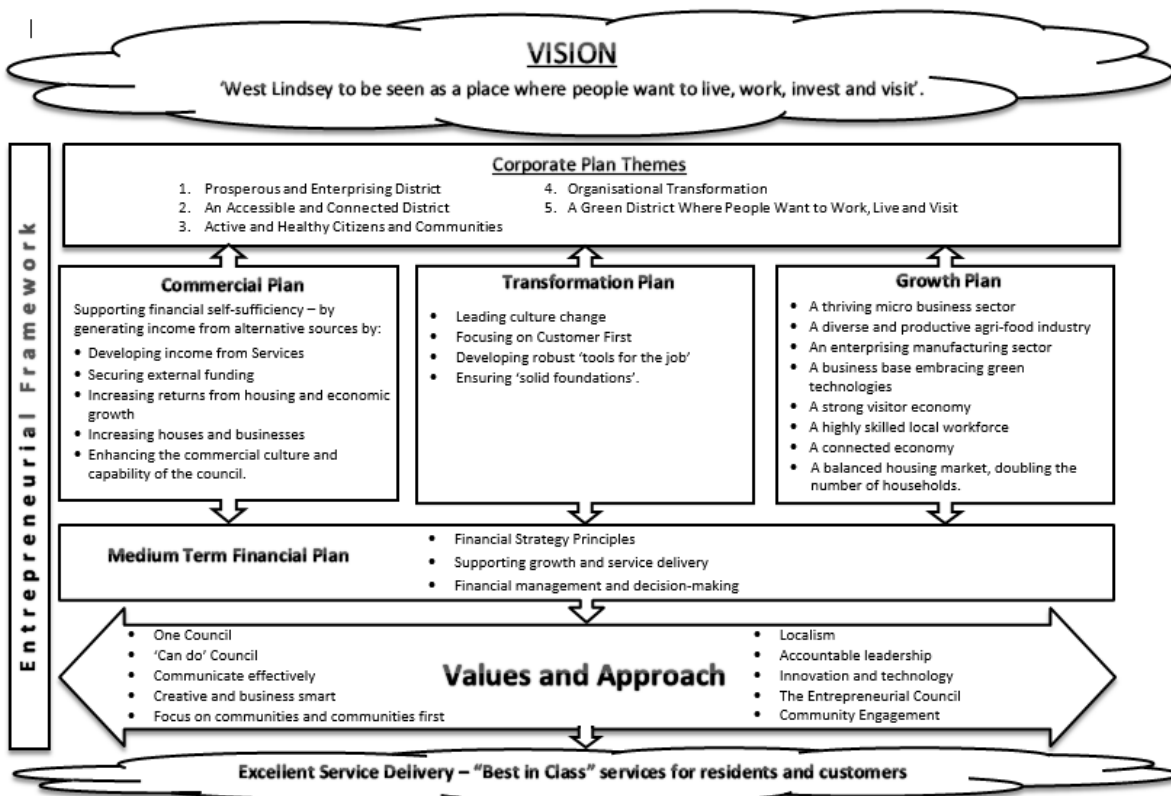 VISION
'West Lindsey to be seen as a place where people want to live, work, invest and visit'.
Entrepreneurial Framework
Corporate Plan Themes
1. Prosperous and Enterprising District
2. An Accessible and Connected District
3. Active and Healthy Citizens and Communities
4. Organisational Transformation
5. A Green District Where People Want to Work, Live and Visit
Commercial Plan
Supporting financial self-sufficiency – by
generating income from alternative sources by:
• Developing income from Services
• Securing external funding
• Increasing returns from housing and economic
growth
• Increasing houses and businesses
• Enhancing the commercial culture and
capability of the council.
Transformation Plan
• Leading culture change
• Focusing on Customer First
• Developing robust 'tools for the job'
• Ensuring 'solid foundations'.
Growth Plan
• A thriving micro business sector
• A diverse and productive agri-food industry
• An enterprising manufacturing sector
• A business base embracing green
technologies
• A strong visitor economy
• A highly skilled local workforce
• A connected economy
• A balanced housing market, doubling the
number of households.
Medium Term Financial Plan
• Financial Strategy Principles
• Supporting growth and service delivery
• Financial management and decision-making
• One Council
• 'Can do' Council
• Communicate effectively
• Creative and business smart
• Focus on communities and communities first
Values and Approach
• Localism
• Accountable leadership
• Innovation and technology
• The Entrepreneurial Council
• Community Engagement
Excellent Service Delivery – "Best in Class" services for residents and customers